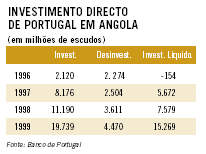 INVESTIMENTO DIRECTO
DE PORTUGAL EM ANGOLA
(em milhões de escudos)
Invest. Desinvest. Invest. Líquido
1996 2.120 2. 274 -154
1997 8.176 2.504 5.672
1998 11.190 3.611 7.579
1999 19.739 4.470 15.269
Fonte: Banco de Portugal